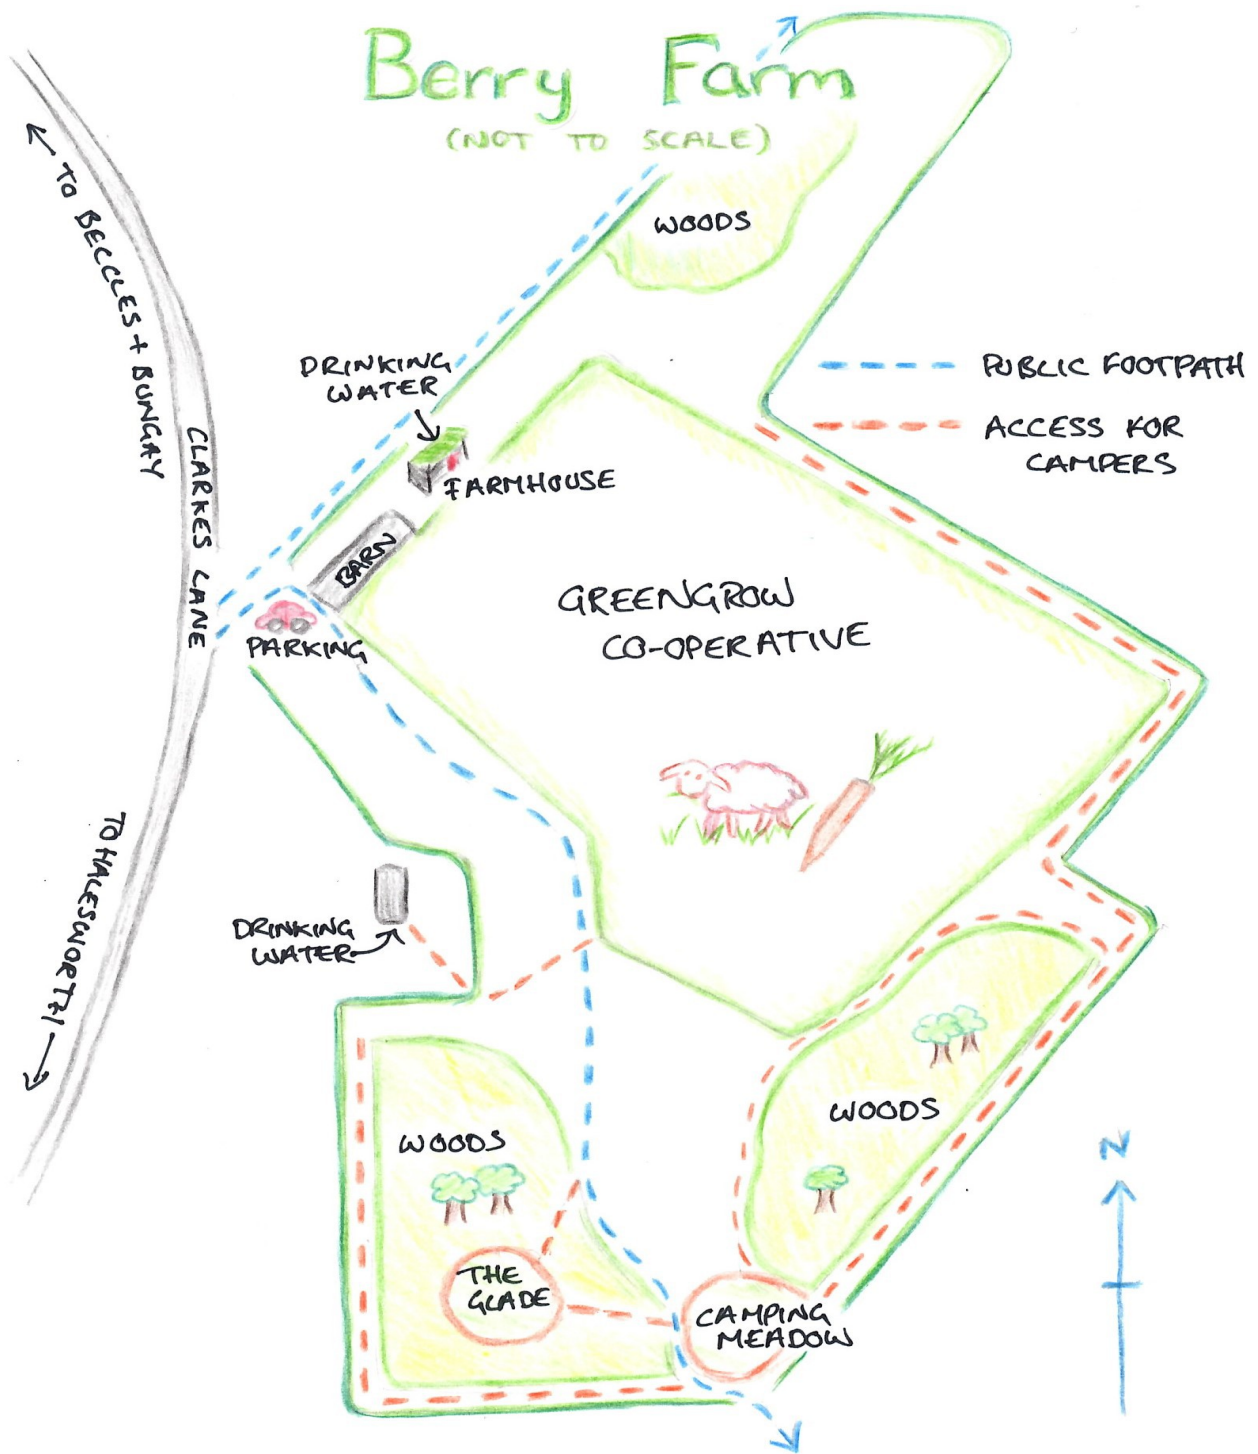 Berry Farm
(NOT TO SCALE)
WOODS
TO BECCLES + BUNGAY
DRINKING
WATER
PUBLIC FOOTPATH
ACCESS FOR
CAMPERS
FARMHOUSE
CLARKES LANE
BARN
GREENGROW
CO-OPERATIVE
PARKING
TO HALESWORTH
DRINKING
WATER
WOODS
WOODS
N
THE
GLADE
CAMPING
MEADOW